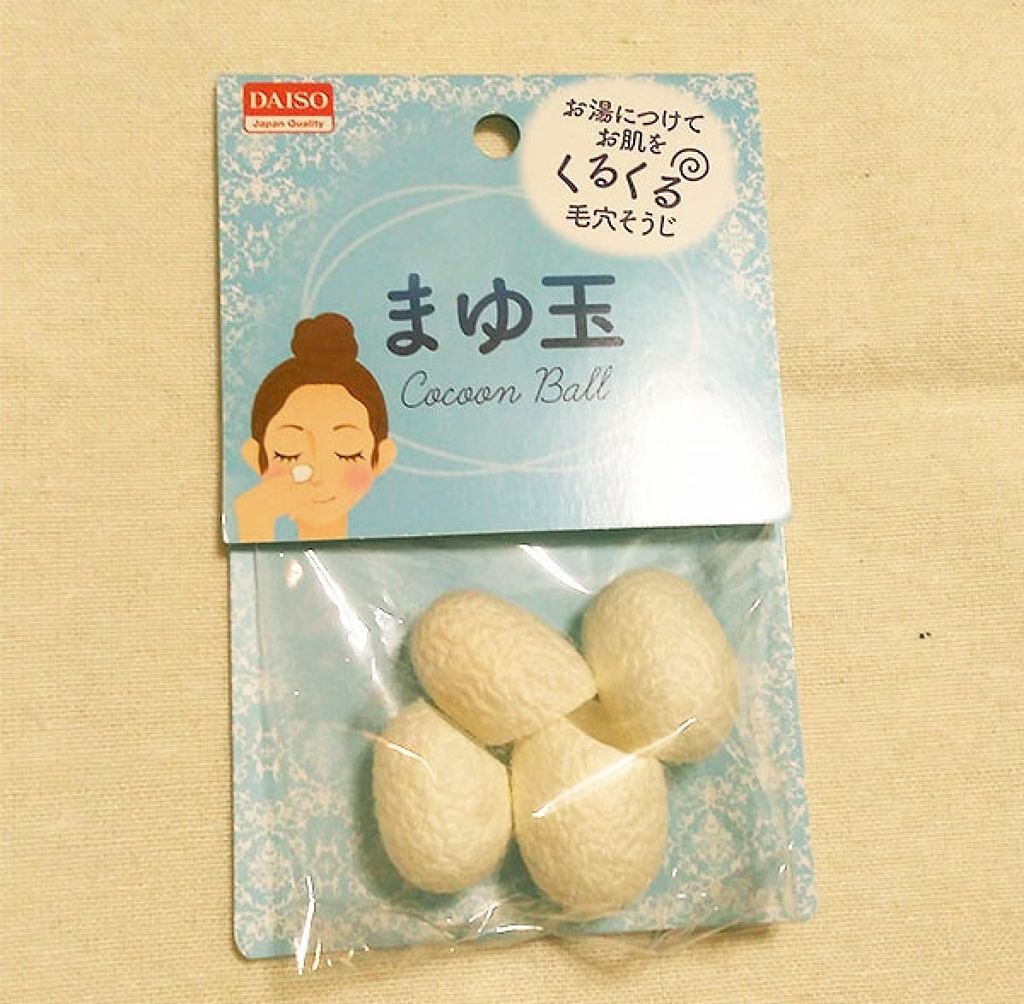 DAISO
Japan Quality
お湯につけて
お肌を
くるくる
毛穴そうじ
まゆ玉
Cocoon Ball